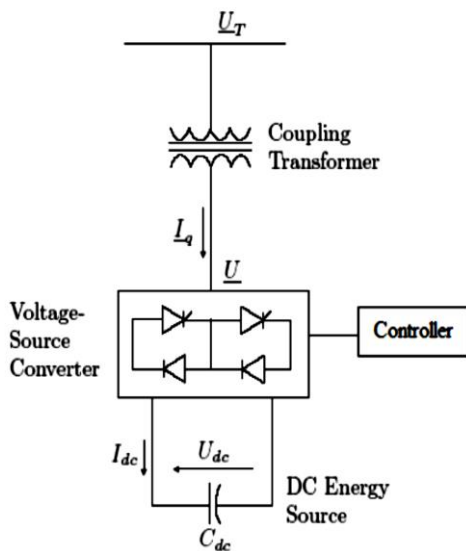 U_T
Coupling
Transformer
I_q
U
Voltage-
Source
Converter
Controller
I_dc
U_dc
DC Energy
Source
C_dc